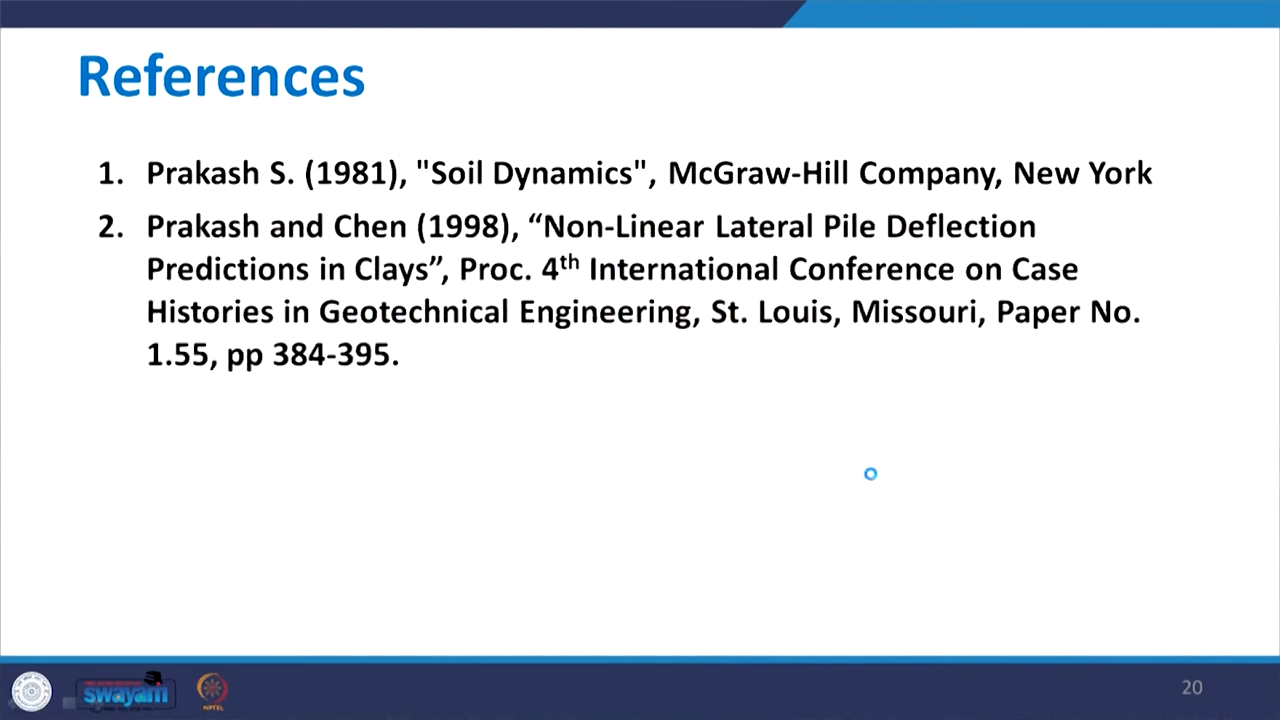 References
1. Prakash S. (1981), "Soil Dynamics", McGraw-Hill Company, New York
2. Prakash and Chen (1998), “Non-Linear Lateral Pile Deflection
Predictions in Clays”, Proc. 4th International Conference on Case
Histories in Geotechnical Engineering, St. Louis, Missouri, Paper No.
1.55, pp 384-395.
swayam
NPTEL
20